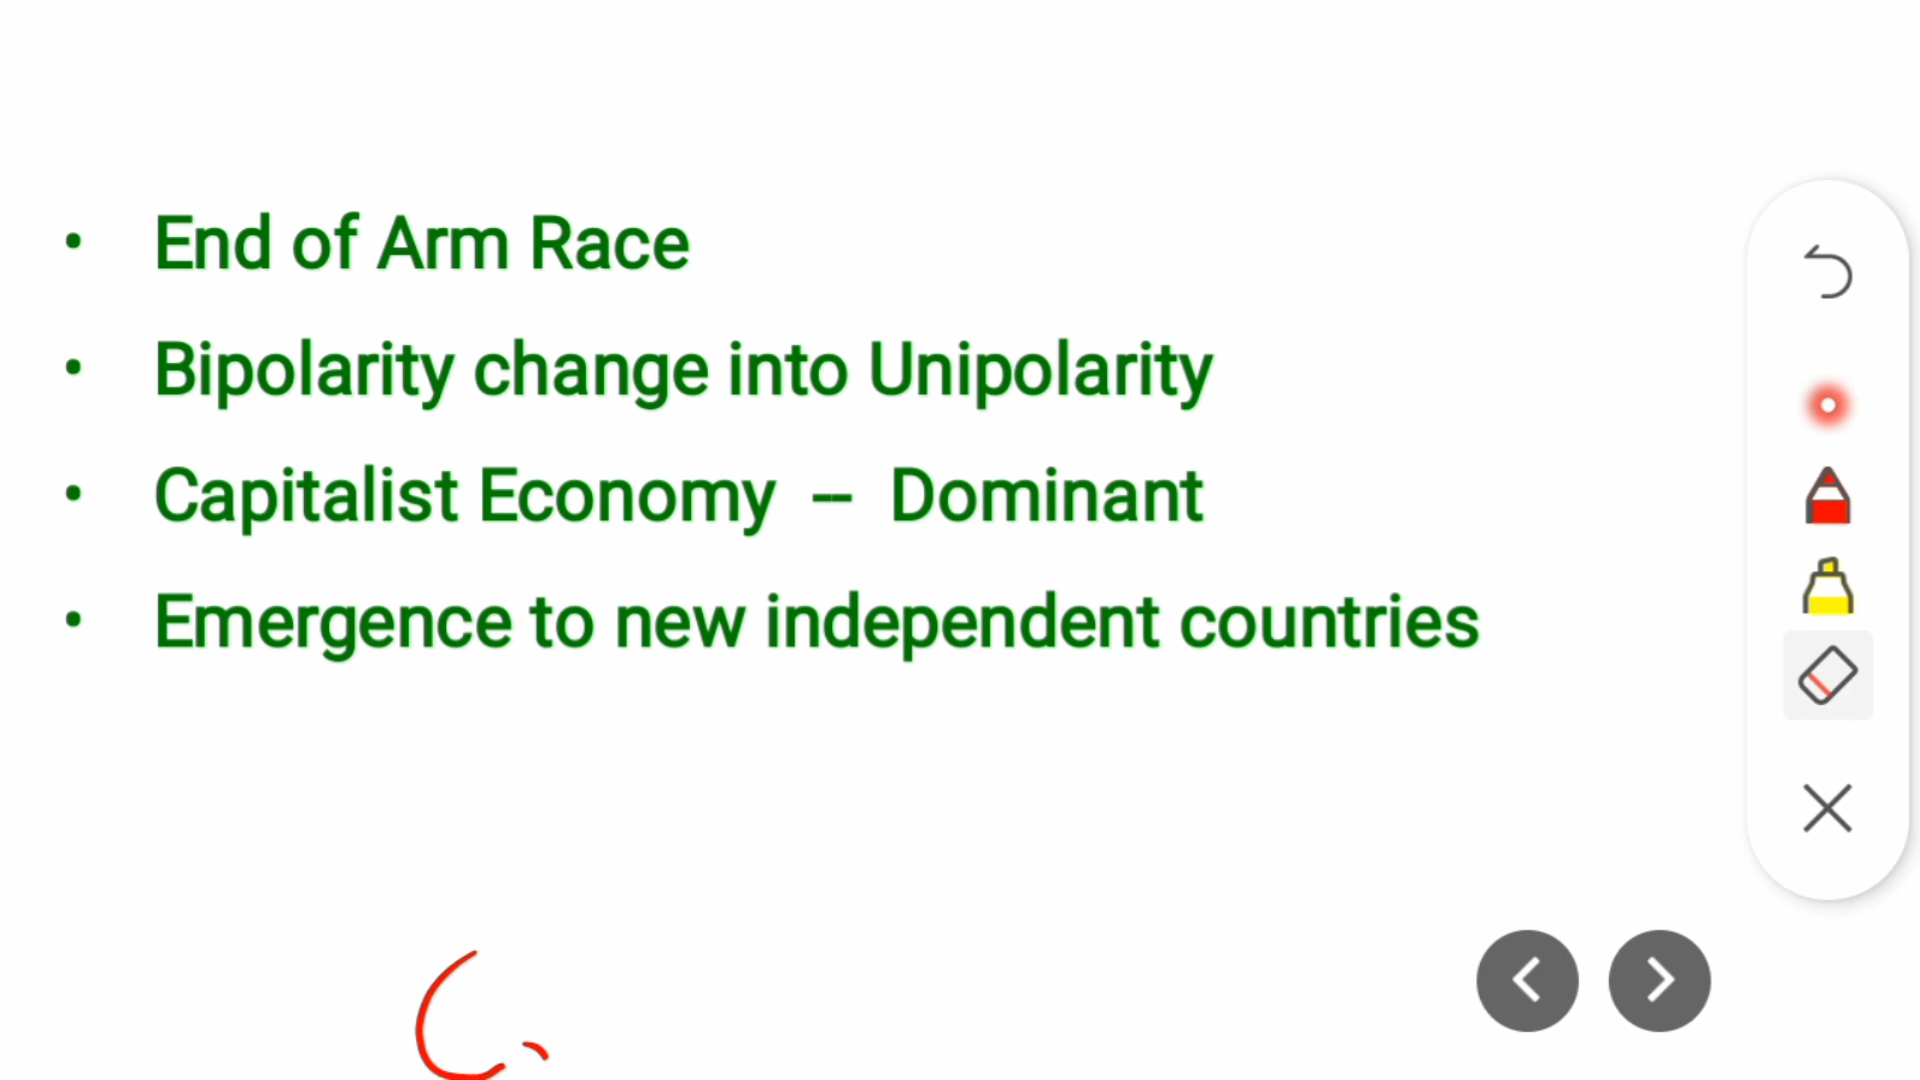 • End of Arm Race
• Bipolarity change into Unipolarity
• Capitalist Economy -- Dominant
• Emergence to new independent countries